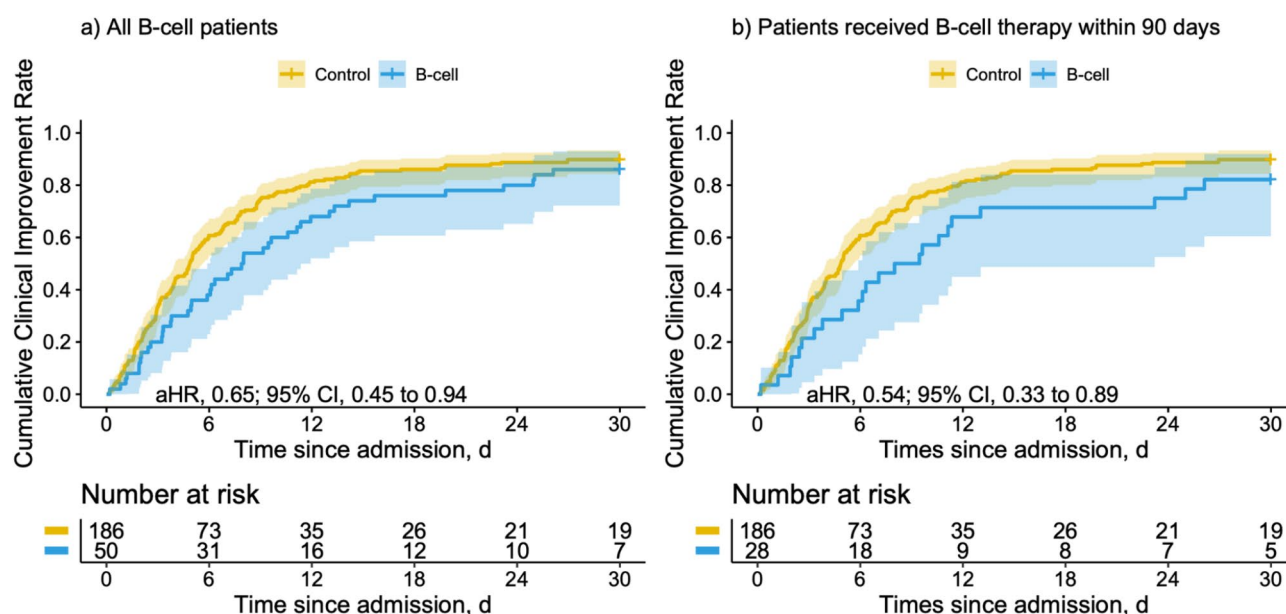 a) All B-cell patients
Control B-cell
Cumulative Clinical Improvement Rate
1.0
0.8
0.6
0.4
0.2
0.0
aHR, 0.65; 95% CI, 0.45 to 0.94
0 6 12 18 24 30
Time since admission, d
Number at risk
186 73 35 26 21 19
50 31 16 12 10 7
0 6 12 18 24 30
Time since admission, d
b) Patients received B-cell therapy within 90 days
Control B-cell
Cumulative Clinical Improvement Rate
1.0
0.8
0.6
0.4
0.2
0.0
aHR, 0.54; 95% CI, 0.33 to 0.89
0 6 12 18 24 30
Times since admission, d
Number at risk
186 73 35 26 21 19
28 18 9 8 7 5
0 6 12 18 24 30
Time since admission, d